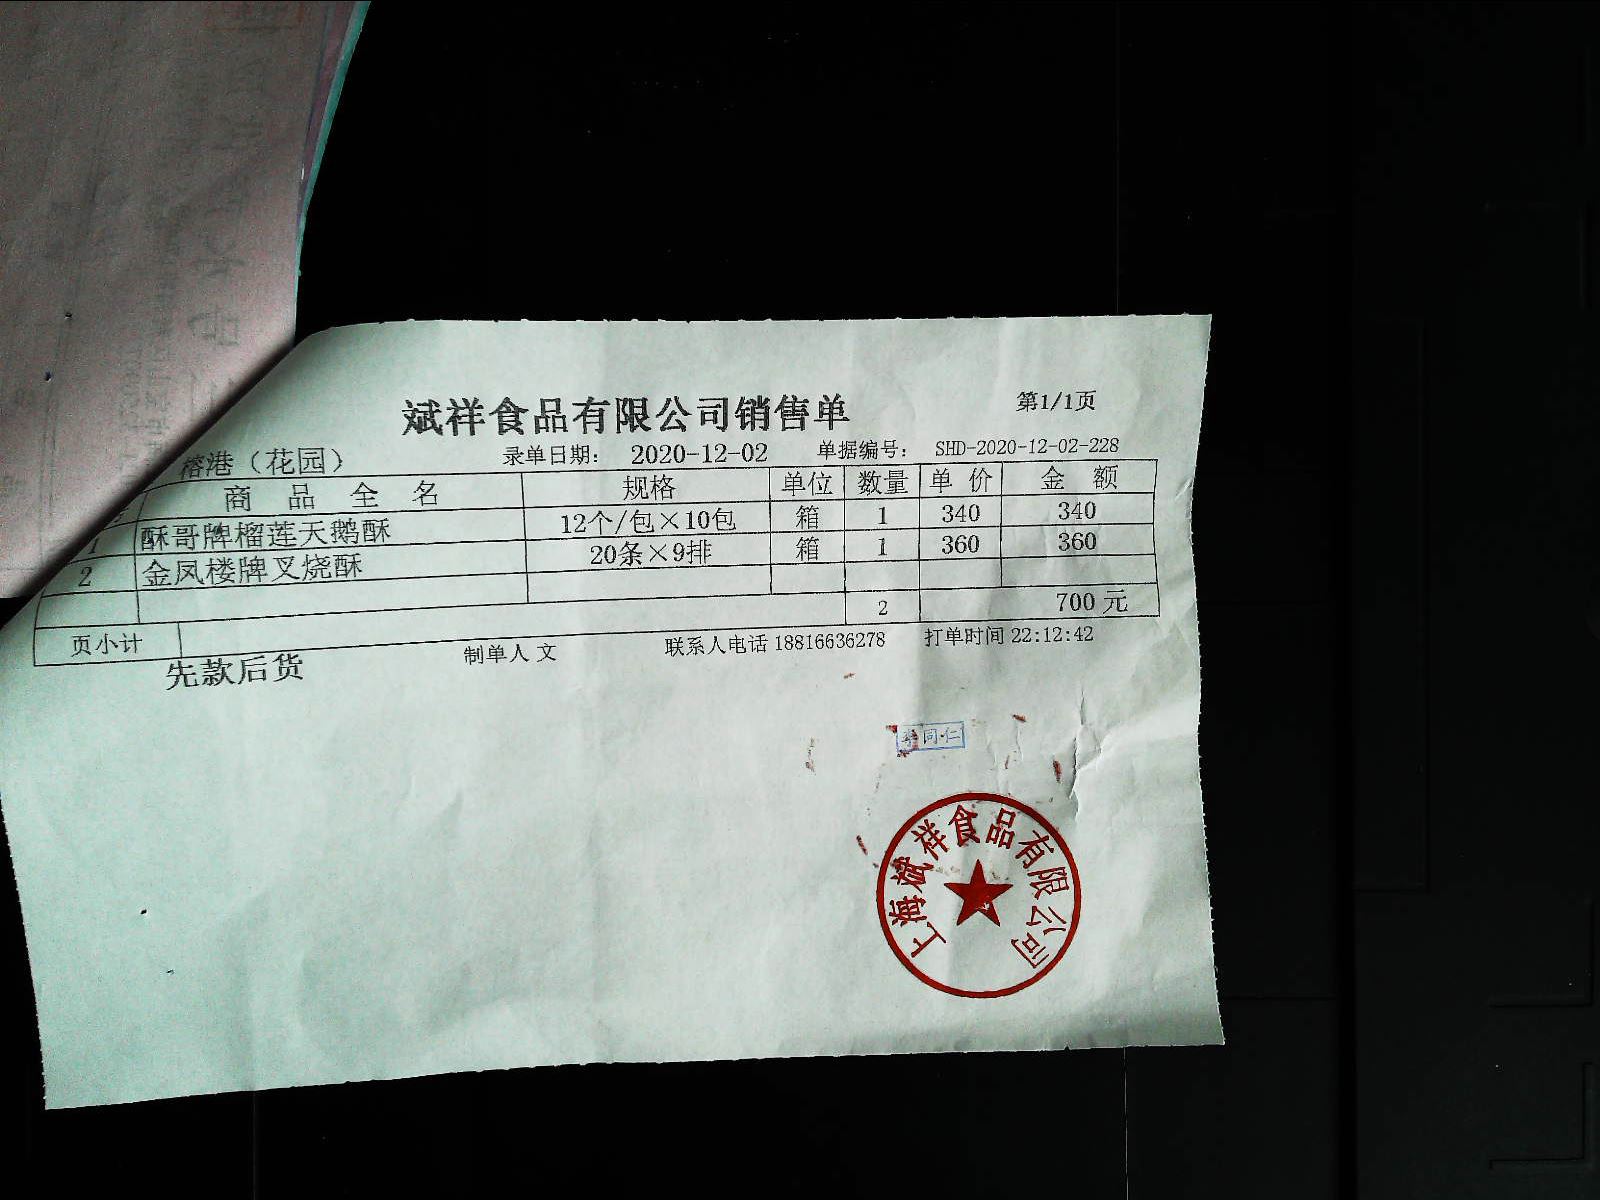 斌祥食品有限公司销售单
第1/1页
榕港（花园） 录单日期： 2020-12-02 单据编号： SHD-2020-12-02-228
商品全名 规格 单位 数量 单价 金额
1 酥哥牌榴莲天鹅酥 12个/包×10包 箱 1 340 340
2 金凤楼牌叉烧酥 20条×9排 箱 1 360 360
页小计 2 700元
先款后货 制单人 文 联系人电话 18816636278 打单时间 22:12:42
李同仁
上海斌祥食品有限公司